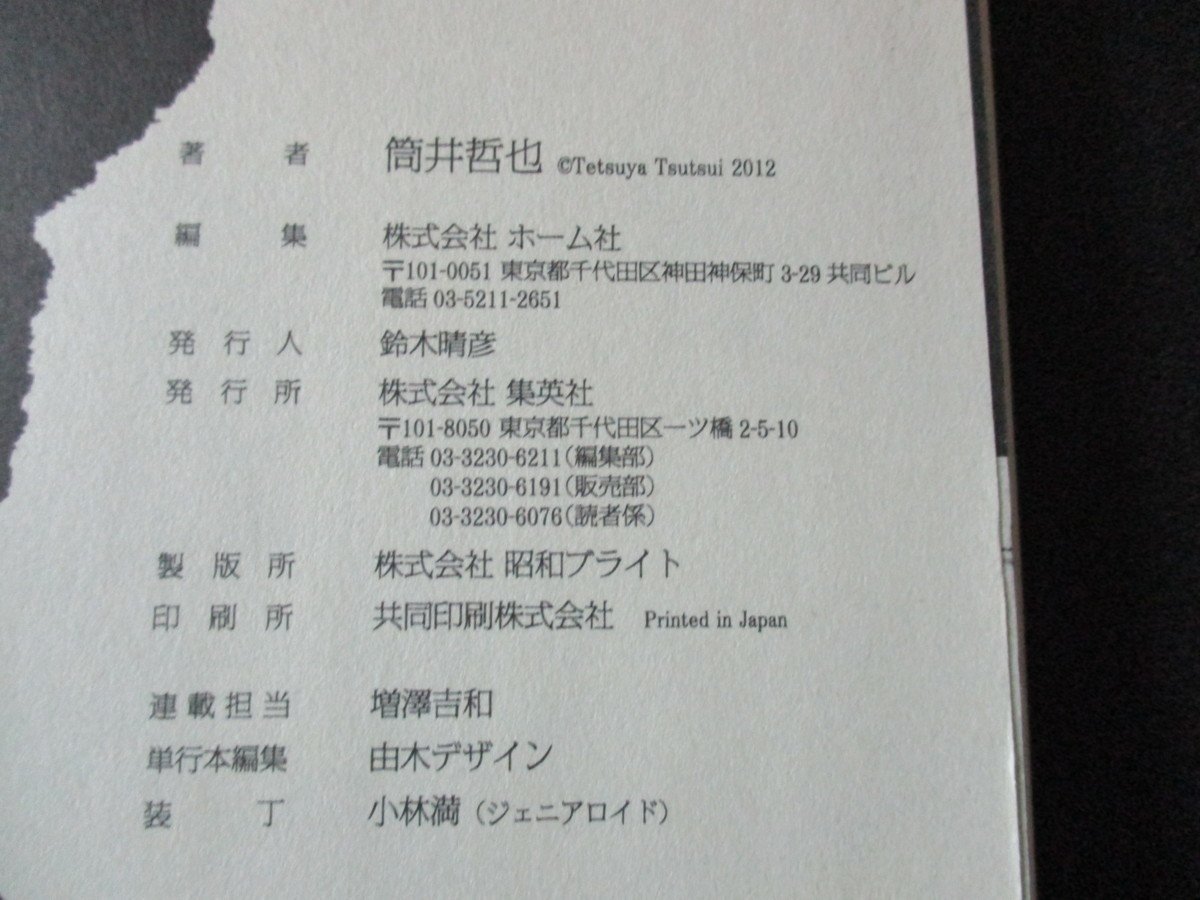 著者 筒井哲也 ©Tetsuya Tsutsui 2012
編集 株式会社 ホーム社
〒101-0051 東京都千代田区神田神保町 3-29 共同ビル
電話 03-5211-2651
発行人 鈴木晴彦
発行所 株式会社 集英社
〒101-8050 東京都千代田区一ツ橋 2-5-10
電話 03-3230-6211(編集部)
03-3230-6191(販売部)
03-3230-6076(読者係)
製版所 株式会社 昭和ブライト
印刷所 共同印刷株式会社 Printed in Japan
連載担当 増澤吉和
単行本編集 由木デザイン
装丁 小林満(ジェニアロイド)